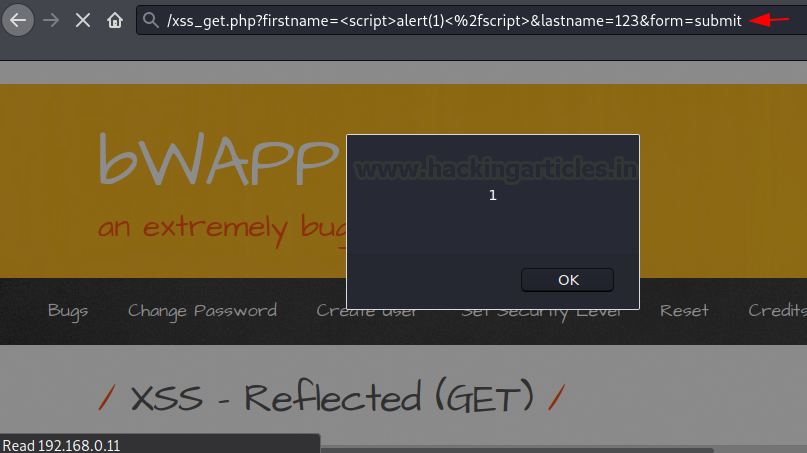 /xss_get.php?firstname=<script>alert(1)<%2fscript>&lastname=123&form=submit
bWAPP
www.hackingarticles.in
1
an extremely bug
OK
Bugs Change Password Create user Set Security Level Reset Credits
/ XSS - Reflected (GET) /
Read 192.168.0.11